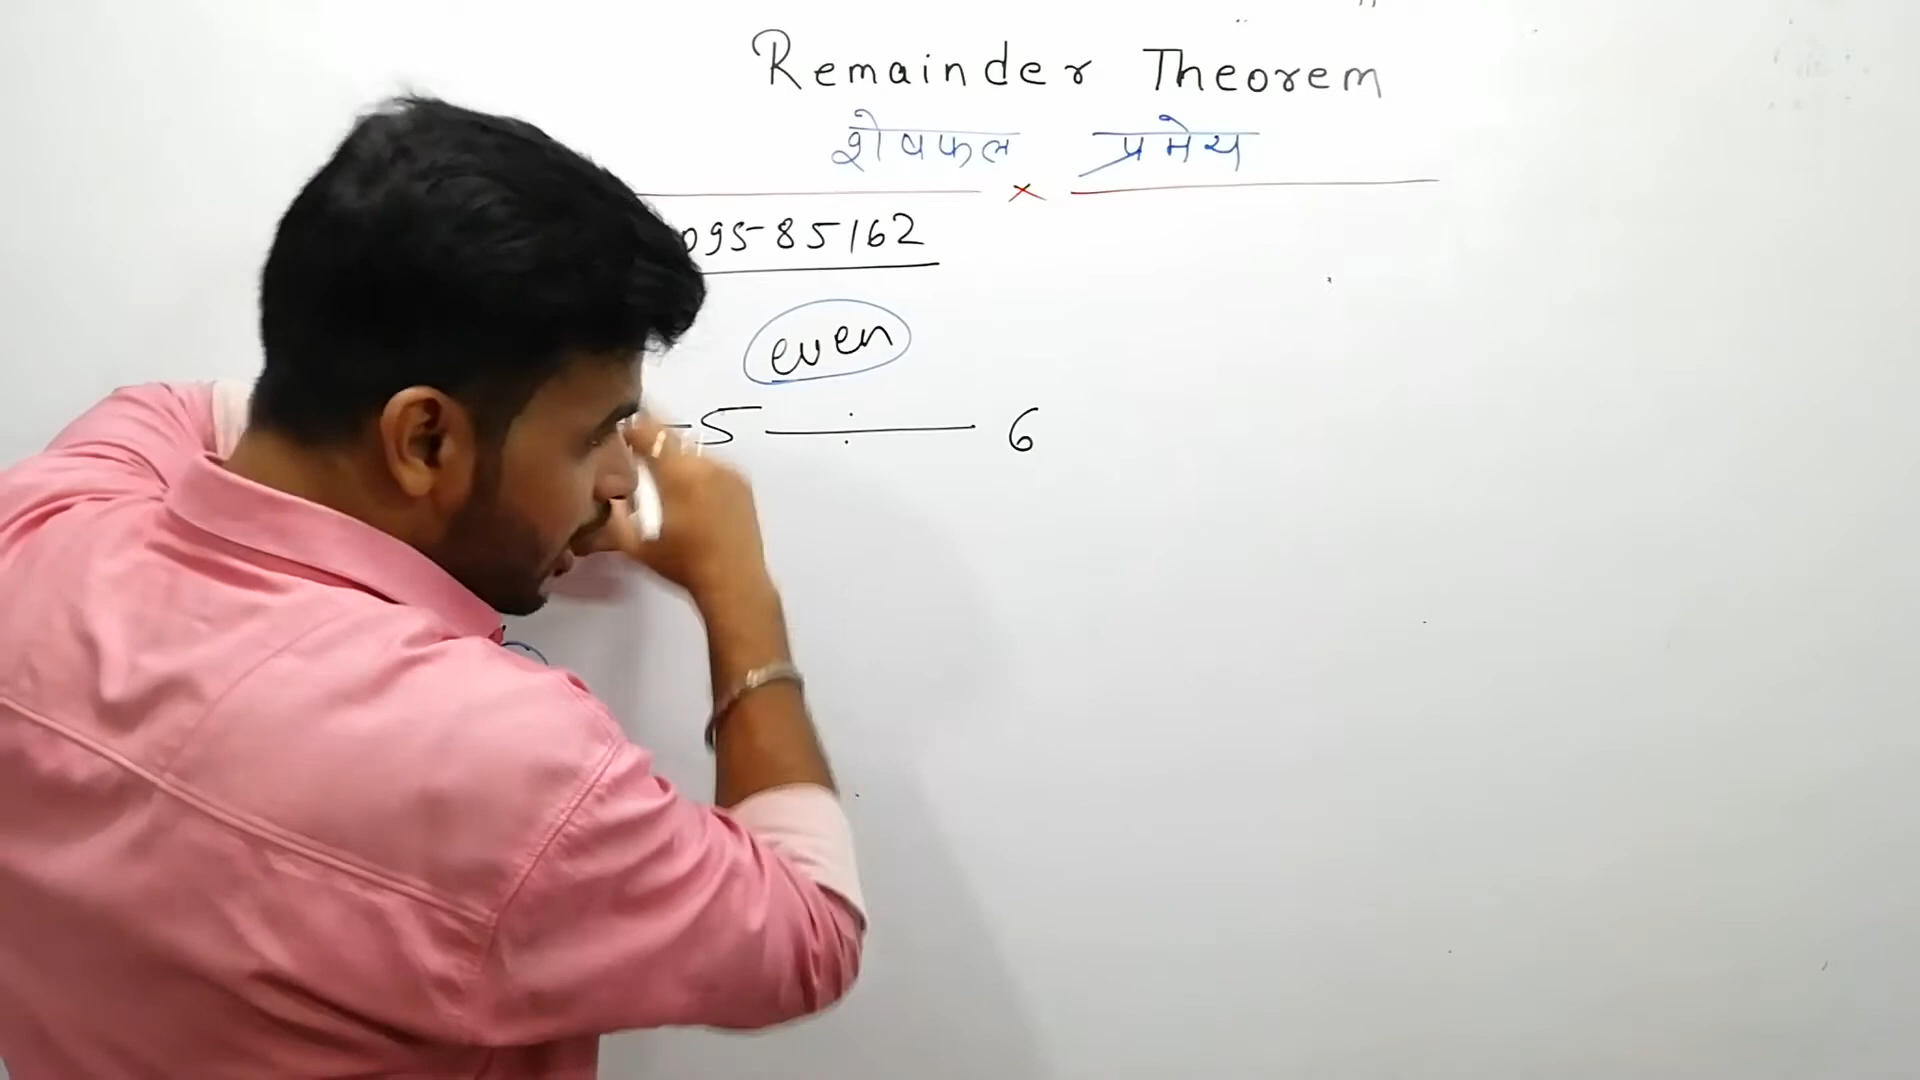 Remainder Theorem
शेषफल प्रमेय
×
095-85162
even
5 ÷ 6